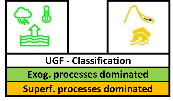 UGF - Classification
Exog. processes dominated
Superf. processes dominated